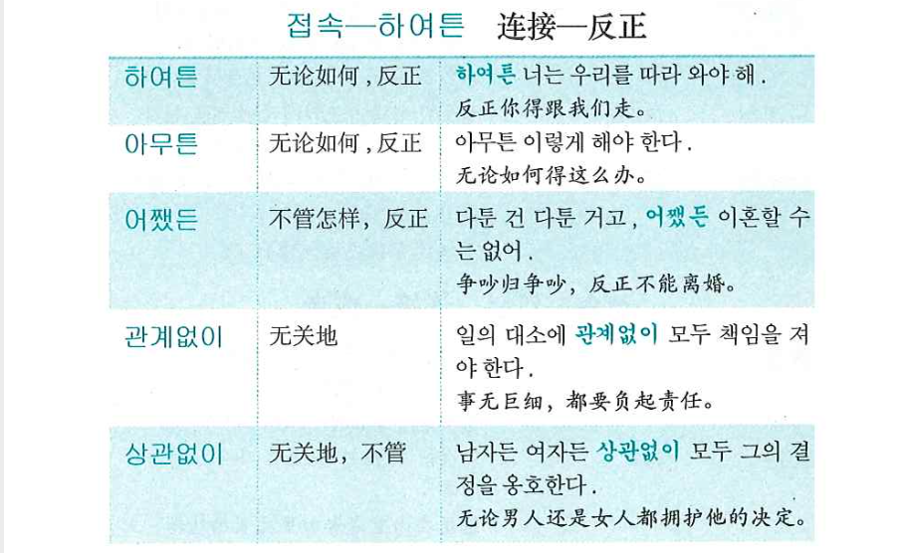 접속—하여튼 连接—反正
하여튼 无论如何,反正 하여튼 너는 우리를 따라 와야 해.
反正你得跟我们走。
아무튼 无论如何,反正 아무튼 이렇게 해야 한다.
无论如何得这么办。
어쨌든 不管怎样，反正 다툰 건 다툰 거고, 어쨌든 이혼할 수
는 없어.
争吵归争吵，反正不能离婚。
관계없이 无关地 일의 대소에 관계없이 모두 책임을 져
야 한다.
事无巨细，都要负起责任。
상관없이 无关地，不管 남자든 여자든 상관없이 모두 그의 결
정을 옹호한다.
无论男人还是女人都拥护他的决定。